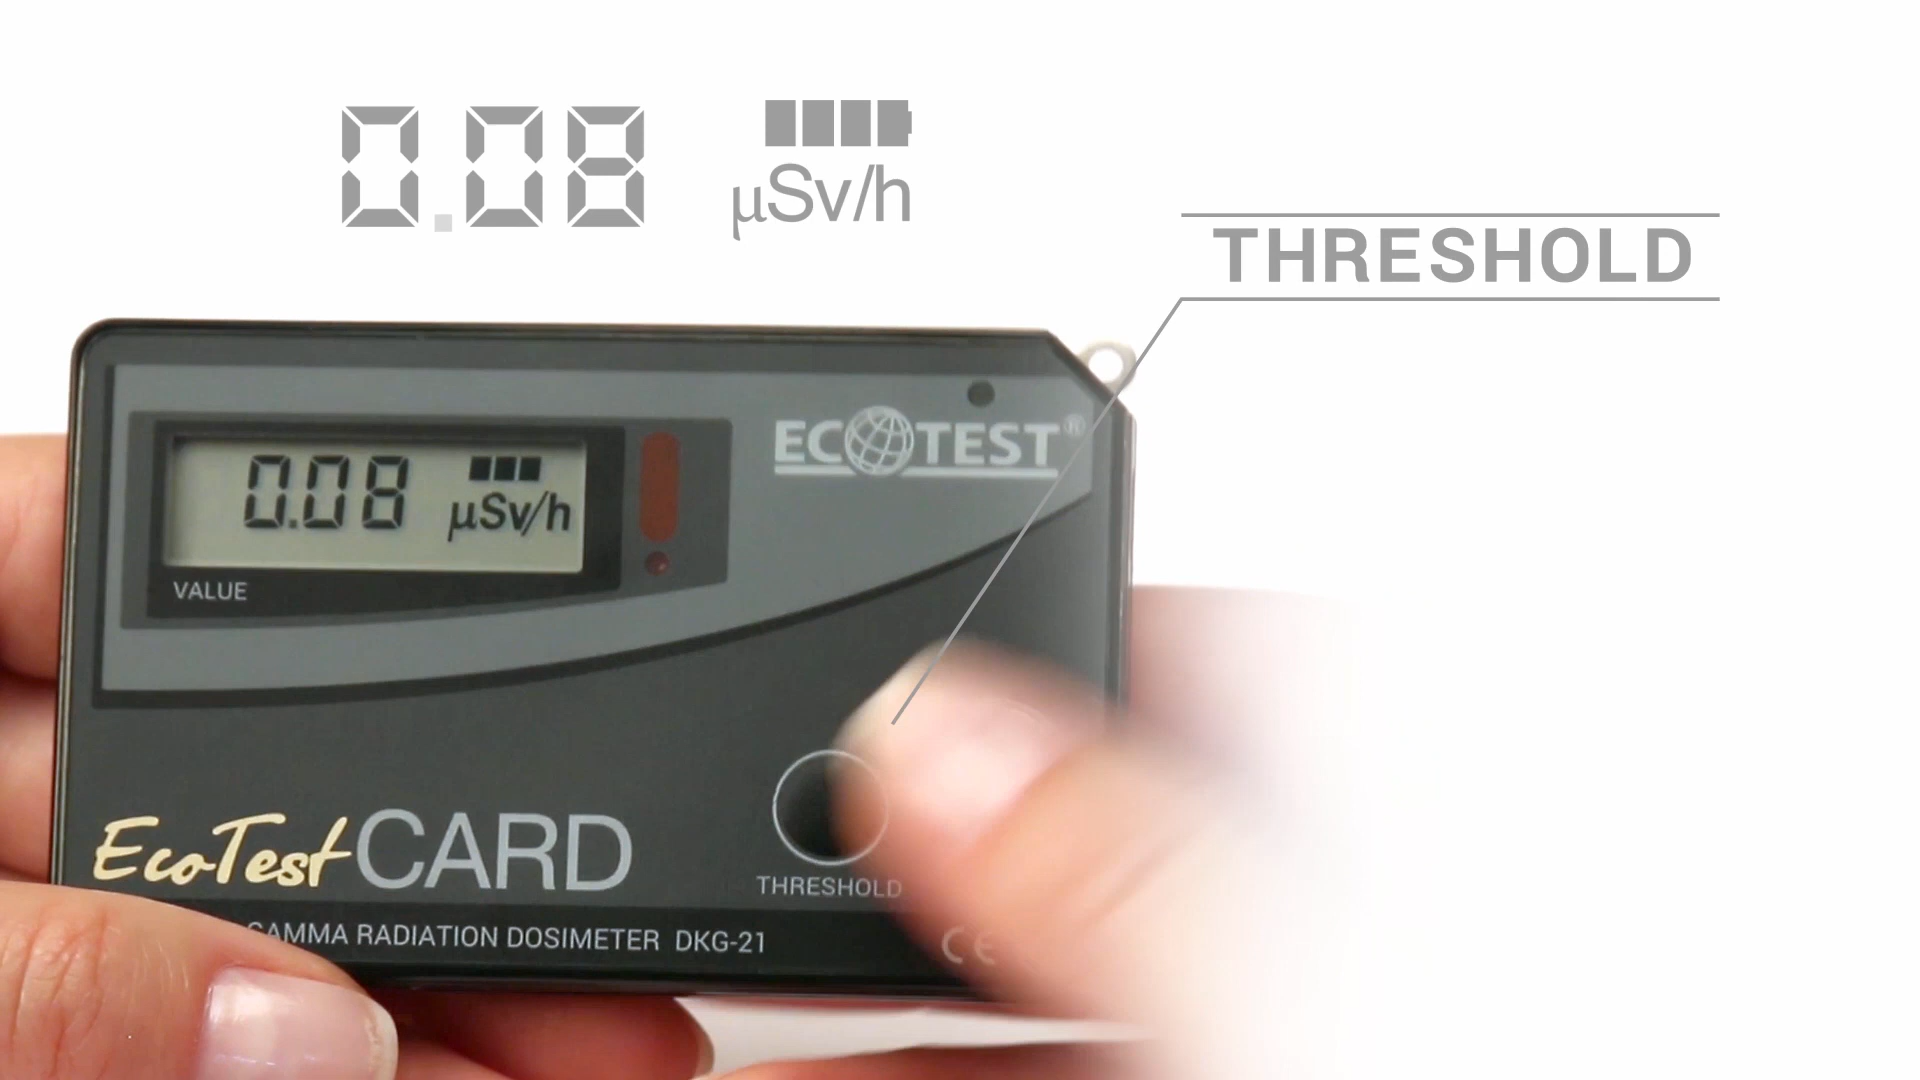 0.08 µSv/h
THRESHOLD
ECOTEST®
0.08 µSv/h
VALUE
EcoTest CARD
THRESHOLD
GAMMA RADIATION DOSIMETER DKG-21
CE